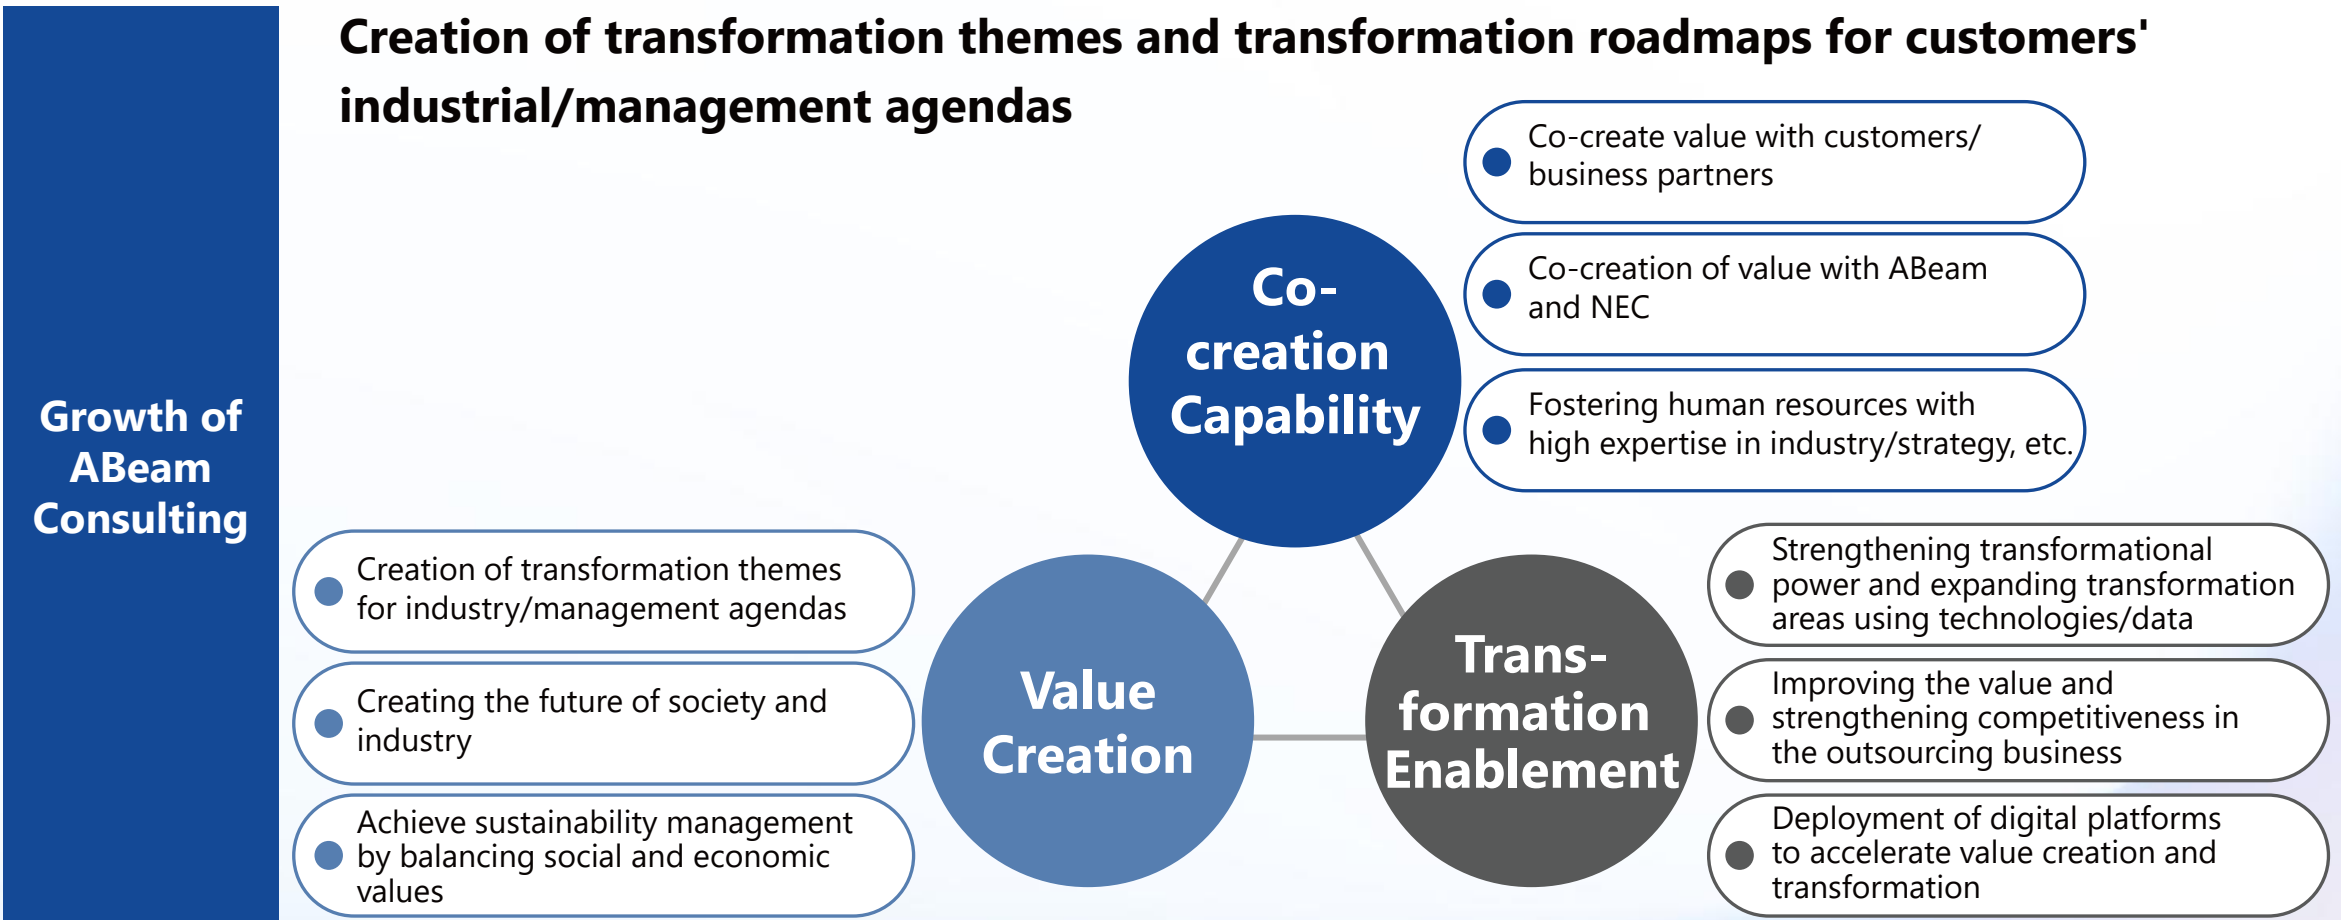 Creation of transformation themes and transformation roadmaps for customers'
industrial/management agendas
Growth of
ABeam
Consulting
Co-
creation
Capability
Co-create value with customers/
business partners
Co-creation of value with ABeam
and NEC
Fostering human resources with
high expertise in industry/strategy, etc.
Value
Creation
Creation of transformation themes
for industry/management agendas
Creating the future of society and
industry
Achieve sustainability management
by balancing social and economic
values
Trans-
formation
Enablement
Strengthening transformational
power and expanding transformation
areas using technologies/data
Improving the value and
strengthening competitiveness in
the outsourcing business
Deployment of digital platforms
to accelerate value creation and
transformation